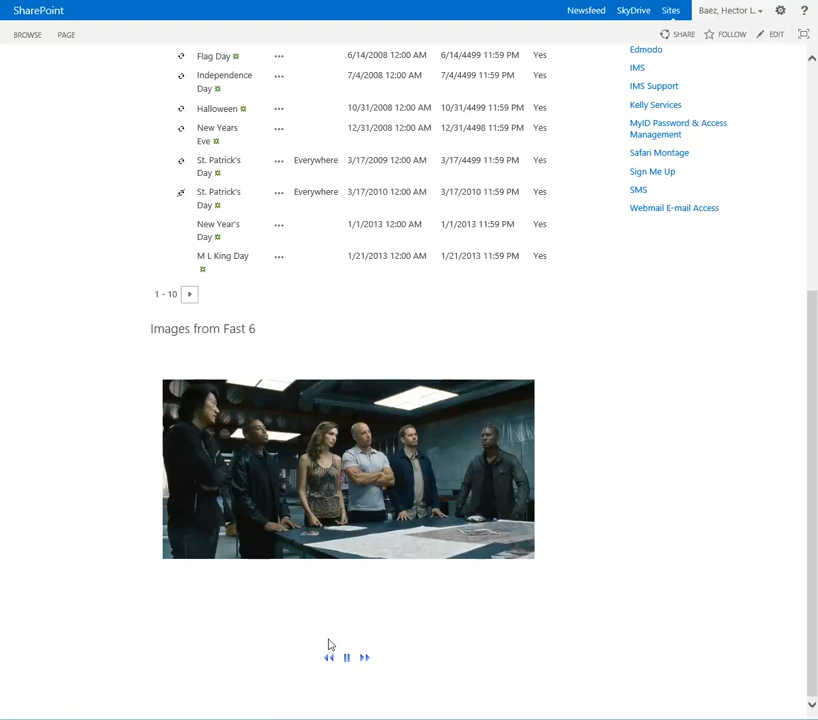 SharePoint Newsfeed SkyDrive Sites Baez, Hector L. ?
BROWSE PAGE SHARE FOLLOW EDIT
Flag Day ... 6/14/2008 12:00 AM 6/14/4499 11:59 PM Yes
Independence ... 7/4/2008 12:00 AM 7/4/4499 11:59 PM Yes
Day
Halloween ... 10/31/2008 12:00 AM 10/31/4499 11:59 PM Yes
New Years ... 12/31/2008 12:00 AM 12/31/4498 11:59 PM Yes
Eve
St. Patrick's ... Everywhere 3/17/2009 12:00 AM 3/17/4499 11:59 PM Yes
Day
St. Patrick's ... Everywhere 3/17/2010 12:00 AM 3/17/2010 11:59 PM Yes
Day
New Year's ... 1/1/2013 12:00 AM 1/1/2013 11:59 PM Yes
Day
M L King Day ... 1/21/2013 12:00 AM 1/21/2013 11:59 PM Yes
1 - 10
Images from Fast 6
Edmodo
IMS
IMS Support
Kelly Services
MyID Password & Access
Management
Safari Montage
Sign Me Up
SMS
Webmail E-mail Access